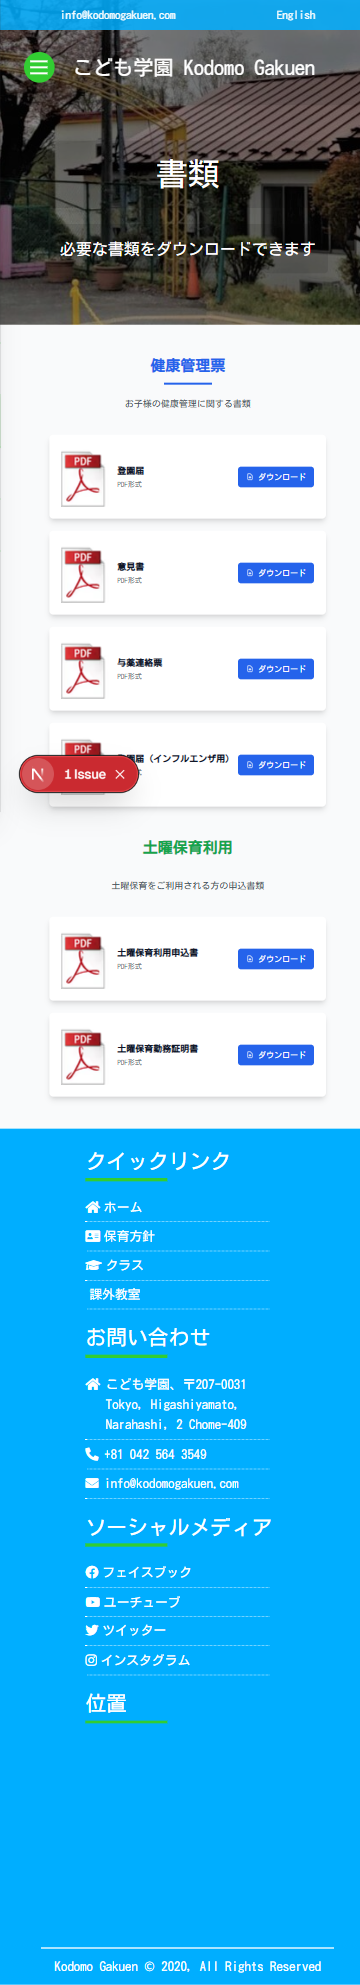 info@kodomogakuen.com English
こども学園 Kodomo Gakuen
書類
必要な書類をダウンロードできます
健康管理票
お子様の健康管理に関する書類
PDF
登園届
PDF形式
ダウンロード
PDF
意見書
PDF形式
ダウンロード
PDF
与薬連絡票
PDF形式
ダウンロード
PDF
園届（インフルエンザ用）
ダウンロード
N 1 Issue ×
土曜保育利用
土曜保育をご利用される方の申込書類
PDF
土曜保育利用申込書
PDF形式
ダウンロード
PDF
土曜保育勤務証明書
PDF形式
ダウンロード
クイックリンク
ホーム
保育方針
クラス
課外教室
お問い合わせ
こども学園、〒207-0031
Tokyo, Higashiyamato,
Narahashi, 2 Chome-409
+81 042 564 3549
info@kodomogakuen.com
ソーシャルメディア
フェイスブック
ユーチューブ
ツイッター
インスタグラム
位置
Kodomo Gakuen © 2020, All Rights Reserved